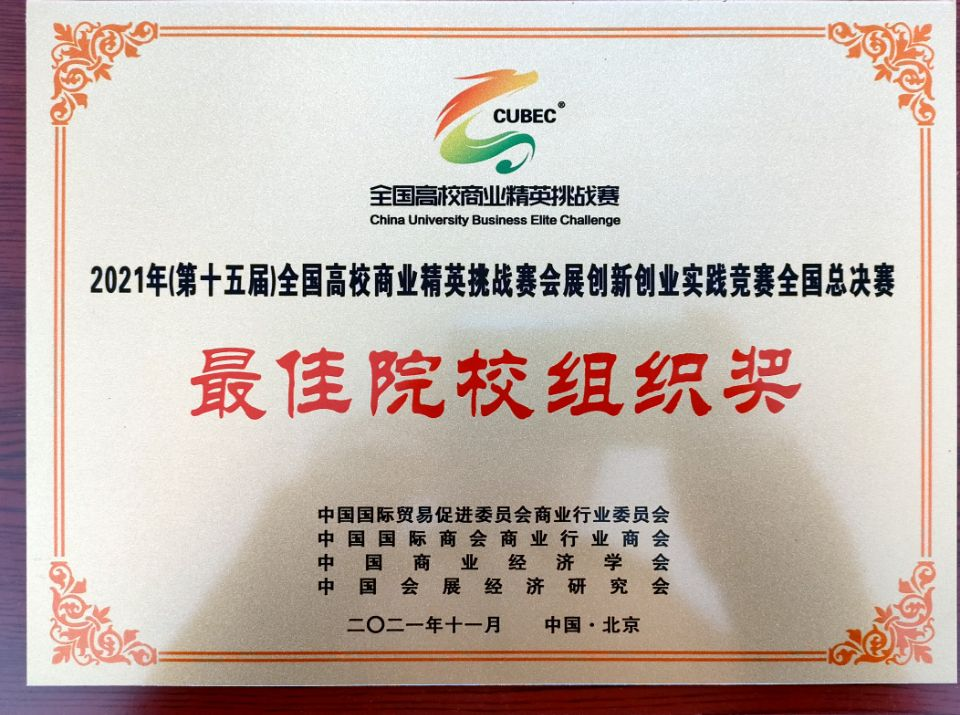 CUBEC®
全国高校商业精英挑战赛
China University Business Elite Challenge
2021年(第十五届)全国高校商业精英挑战赛会展创新创业实践竞赛全国总决赛
最佳院校组织奖
中国国际贸易促进委员会商业行业委员会
中国国际商会商业行业商会
中国商业经济学会
中国会展经济研究会
二〇二一年十一月 中国·北京